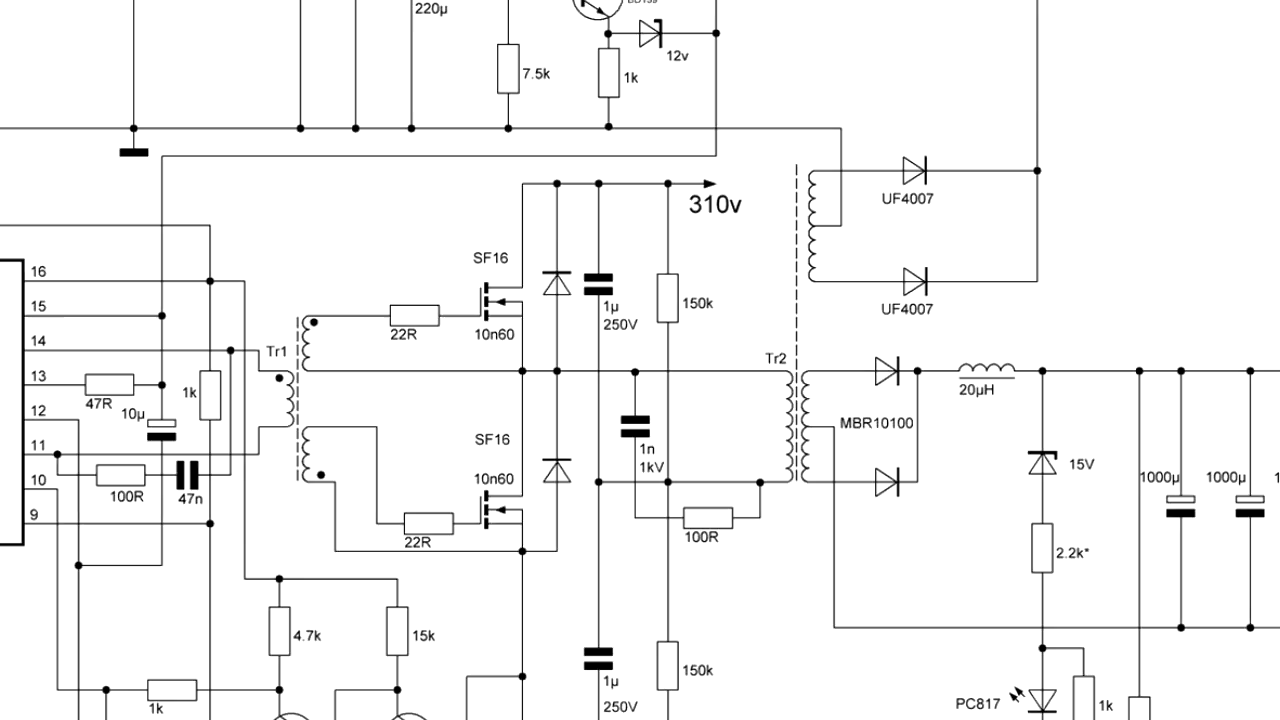 BD139
220µ
12v
7.5k
1k
310v
UF4007
UF4007
16
15
14
13
12
11
10
9
SF16
22R
10n60
1µ
250V
150k
Tr1
1k
47R
10µ
100R
47n
SF16
10n60
22R
1n
1kV
100R
Tr2
MBR10100
20µH
15V
1000µ
1000µ
1
2.2k*
4.7k
15k
1k
1µ
250V
150k
PC817
1k